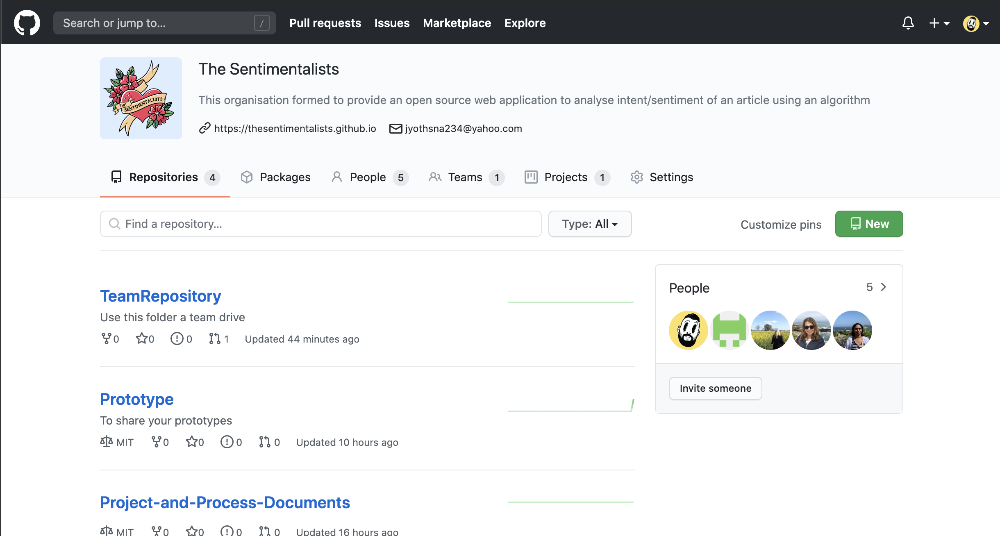 Search or jump to... / Pull requests Issues Marketplace Explore
The Sentimentalists
THE SENTIMENTALISTS
This organisation formed to provide an open source web application to analyse intent/sentiment of an article using an algorithm
https://thesentimentalists.github.io jyothsna234@yahoo.com
Repositories 4 Packages People 5 Teams 1 Projects 1 Settings
Find a repository... Type: All Customize pins New
People 5
TeamRepository
Use this folder a team drive
0 0 0 1 Updated 44 minutes ago
Invite someone
Prototype
To share your prototypes
MIT 0 0 0 0 Updated 10 hours ago
Project-and-Process-Documents
MIT 0 0 0 0 Updated 16 hours ago